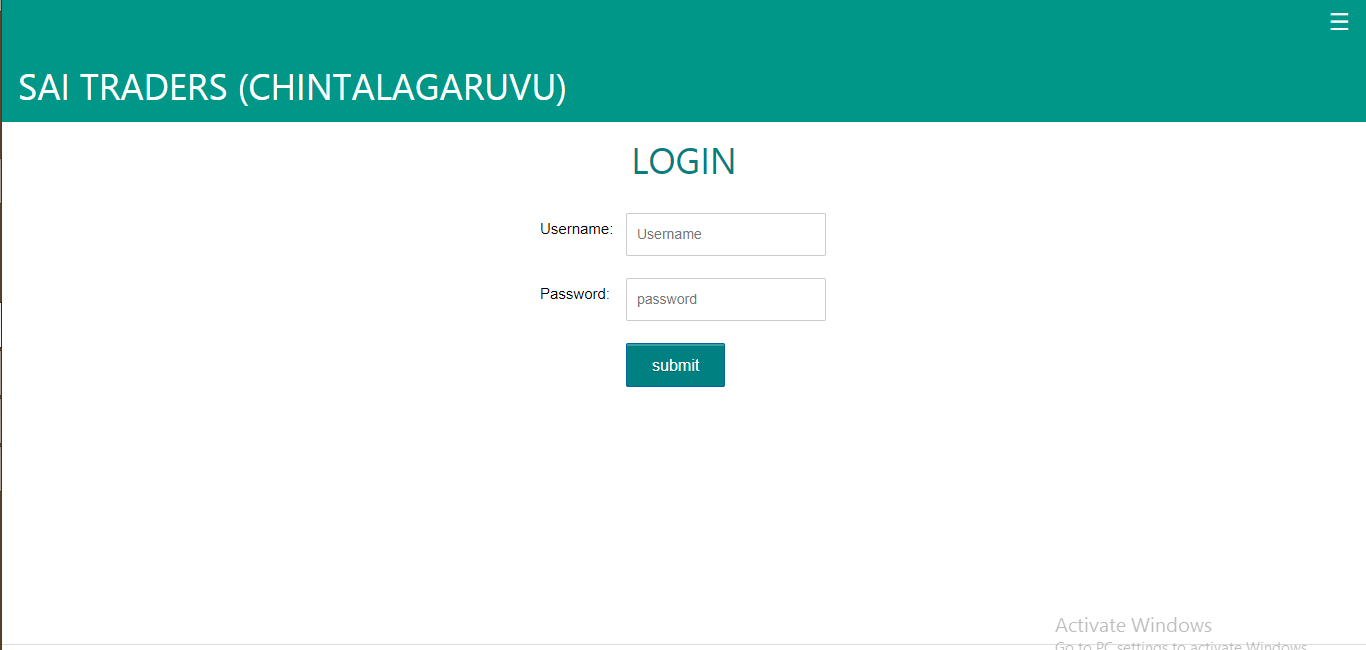 SAI TRADERS (CHINTALAGARUVU)
LOGIN
Username: Username
Password: password
submit
Activate Windows
Go to PC settings to activate Windows.